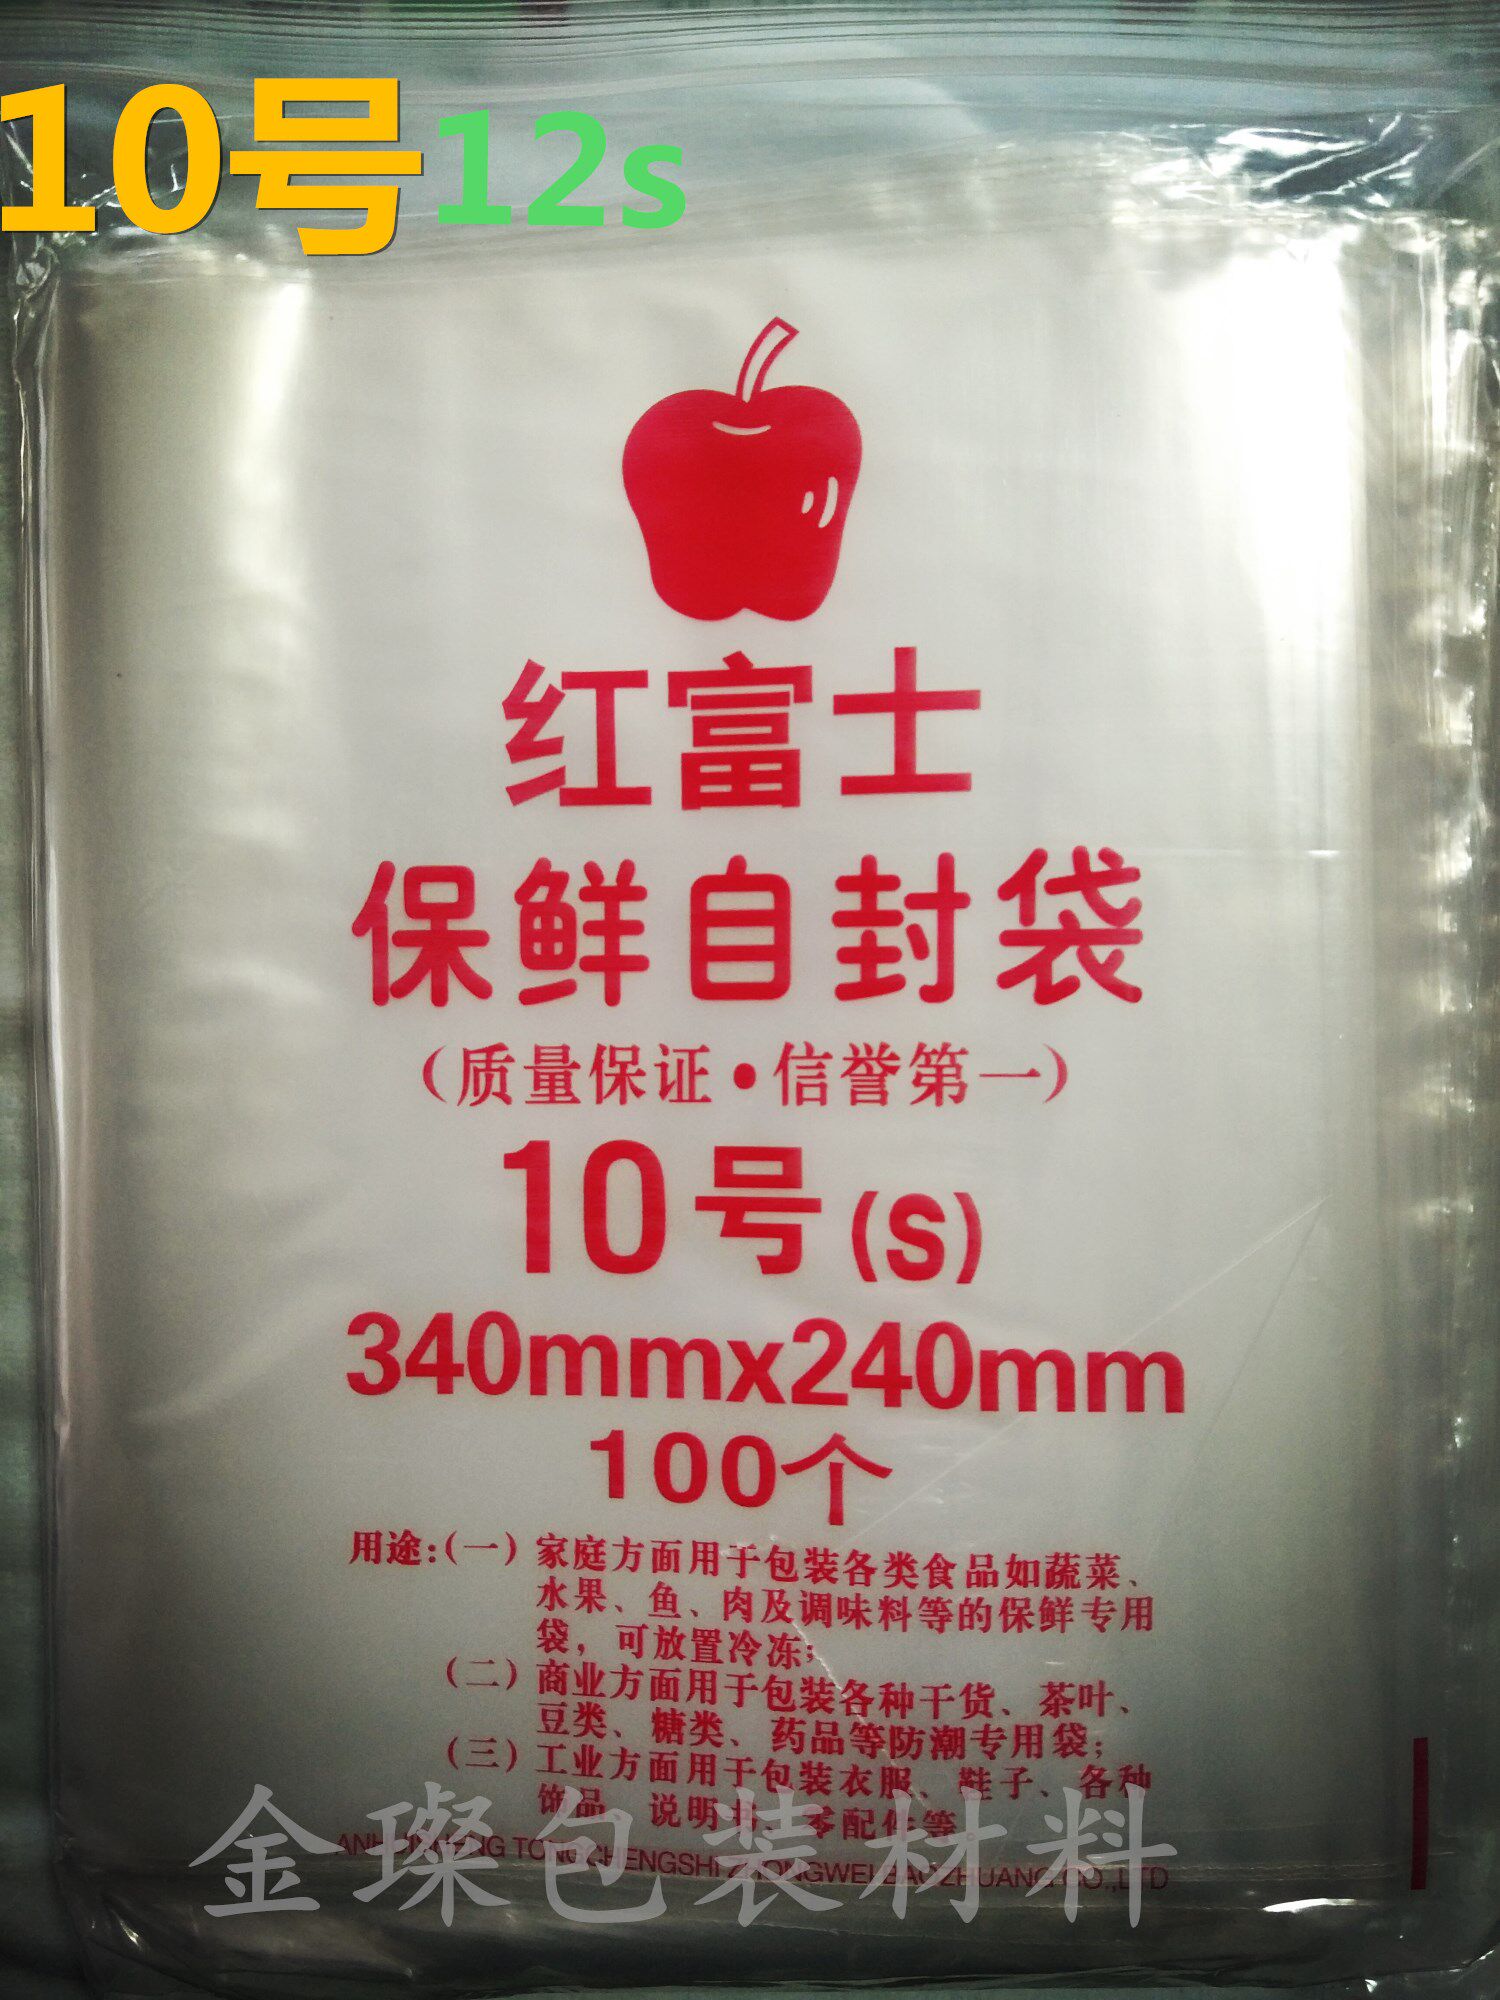 10号 12s
红富士
保鲜自封袋
(质量保证·信誉第一)
10号(S)
340mmx240mm
100个
用途:(一)家庭方面用于包装各类食品如蔬菜、
水果、鱼、肉及调味料等的保鲜专用
袋,可放置冷冻;
(二)商业方面用于包装各种干货、茶叶、
豆类、糖类、药品等防潮专用袋;
(三)工业方面用于包装衣服、鞋子、各种
饰品、说明书、零配件等。
TONGCHENGSHI ZHONGWEI BAOZHUANG CO.,LTD
金璨包装材料